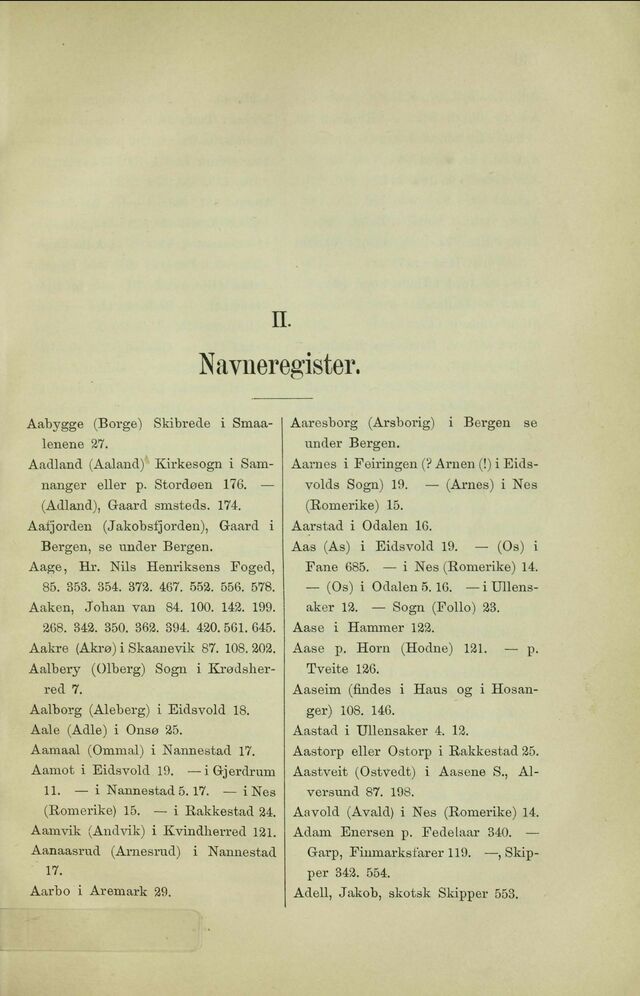 II.
Navneregister.
Aabygge (Borge) Skibrede i Smaa-
lenene 27.
Aadland (Aaland) Kirkesogn i Sam-
nanger eller p. Stordøen 176. —
(Adland), Gaard smsteds. 174.
Aafjorden (Jakobsfjorden), Gaard i
Bergen, se under Bergen.
Aage, Hr. Nils Henriksens Foged,
85. 353. 354. 372. 467. 552. 556. 578.
Aaken, Johan van 84. 100. 142. 199.
268. 342. 350. 362. 394. 420. 561. 645.
Aakre (Akrø) i Skaanevik 87. 108. 202.
Aalbery (Olberg) Sogn i Krødsher-
red 7.
Aalborg (Aleberg) i Eidsvold 18.
Aale (Adle) i Onsø 25.
Aamaal (Ommal) i Nannestad 17.
Aamot i Eidsvold 19. — i Gjerdrum
11. — i Nannestad 5. 17. — i Nes
(Romerike) 15. — i Rakkestad 24.
Aamvik (Andvik) i Kvindherred 121.
Aanaasrud (Arnesrud) i Nannestad
17.
Aarbo i Aremark 29.
Aaresborg (Arsborig) i Bergen se
under Bergen.
Aarnes i Feiringen (? Arnen (!) i Eids-
volds Sogn) 19. — (Arnes) i Nes
(Romerike) 15.
Aarstad i Odalen 16.
Aas (As) i Eidsvold 19. — (Os) i
Fane 685. — i Nes (Romerike) 14.
— (Os) i Odalen 5. 16. — i Ullens-
aker 12. — Sogn (Follo) 23.
Aase i Hammer 122.
Aase p. Horn (Hodne) 121. — p.
Tveite 126.
Aaseim (findes i Haus og i Hosan-
ger) 108. 146.
Aastad i Ullensaker 4. 12.
Aastorp eller Ostorp i Rakkestad 25.
Aastveit (Ostvedt) i Aasene S., Al-
versund 87. 198.
Aavold (Avald) i Nes (Romerike) 14.
Adam Enersen p. Fedelaar 340. —
Garp, Finmarksfarer 119. —, Skip-
per 342. 554.
Adell, Jakob, skotsk Skipper 553.